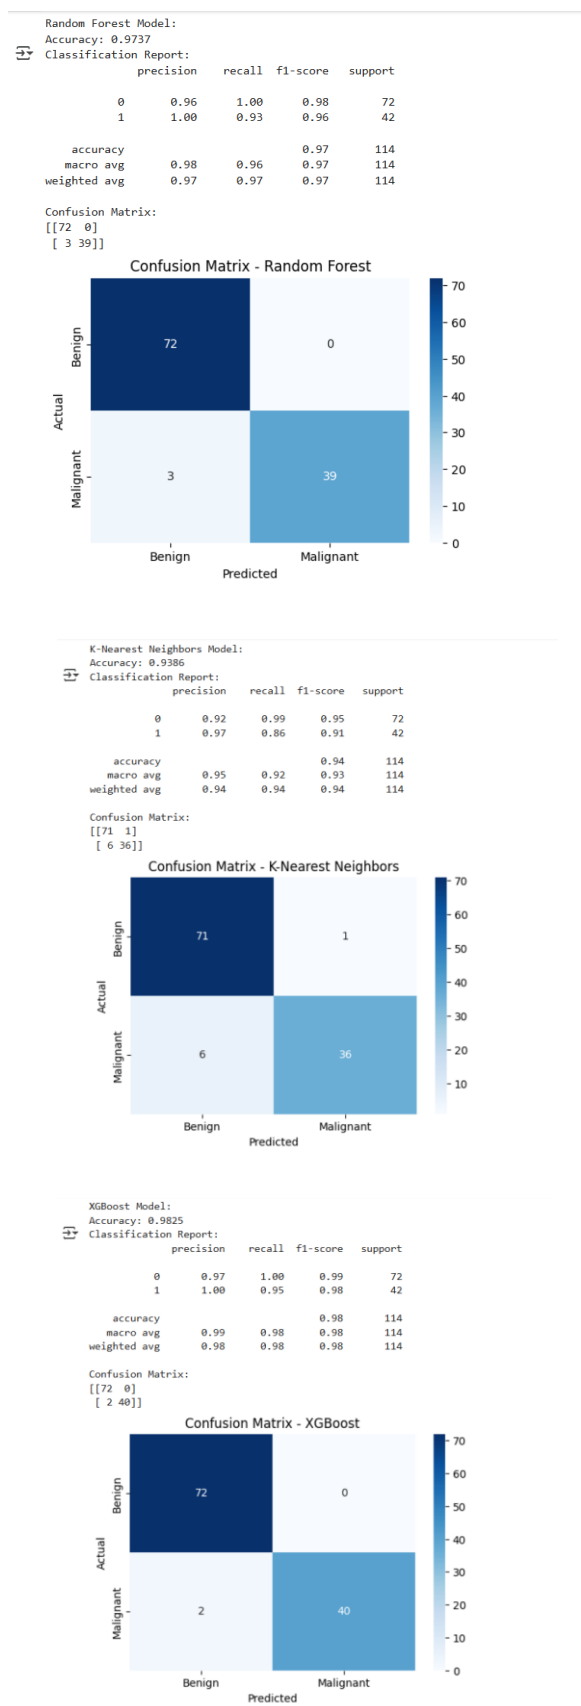 Random Forest Model:
Accuracy: 0.9737
Classification Report:
precision recall f1-score support
0 0.96 1.00 0.98 72
1 1.00 0.93 0.96 42
accuracy 0.97 114
macro avg 0.98 0.96 0.97 114
weighted avg 0.97 0.97 0.97 114
Confusion Matrix:
[[72 0]
[ 3 39]]
Confusion Matrix - Random Forest
Actual
Benign
Malignant
72 0
3 39
Benign Malignant
Predicted
70
60
50
40
30
20
10
0
K-Nearest Neighbors Model:
Accuracy: 0.9386
Classification Report:
precision recall f1-score support
0 0.92 0.99 0.95 72
1 0.97 0.86 0.91 42
accuracy 0.94 114
macro avg 0.95 0.92 0.93 114
weighted avg 0.94 0.94 0.94 114
Confusion Matrix:
[[71 1]
[ 6 36]]
Confusion Matrix - K-Nearest Neighbors
Actual
Benign
Malignant
71 1
6 36
Benign Malignant
Predicted
70
60
50
40
30
20
10
XGBoost Model:
Accuracy: 0.9825
Classification Report:
precision recall f1-score support
0 0.97 1.00 0.99 72
1 1.00 0.95 0.98 42
accuracy 0.98 114
macro avg 0.99 0.98 0.98 114
weighted avg 0.98 0.98 0.98 114
Confusion Matrix:
[[72 0]
[ 2 40]]
Confusion Matrix - XGBoost
Actual
Benign
Malignant
72 0
2 40
Benign Malignant
Predicted
70
60
50
40
30
20
10
0